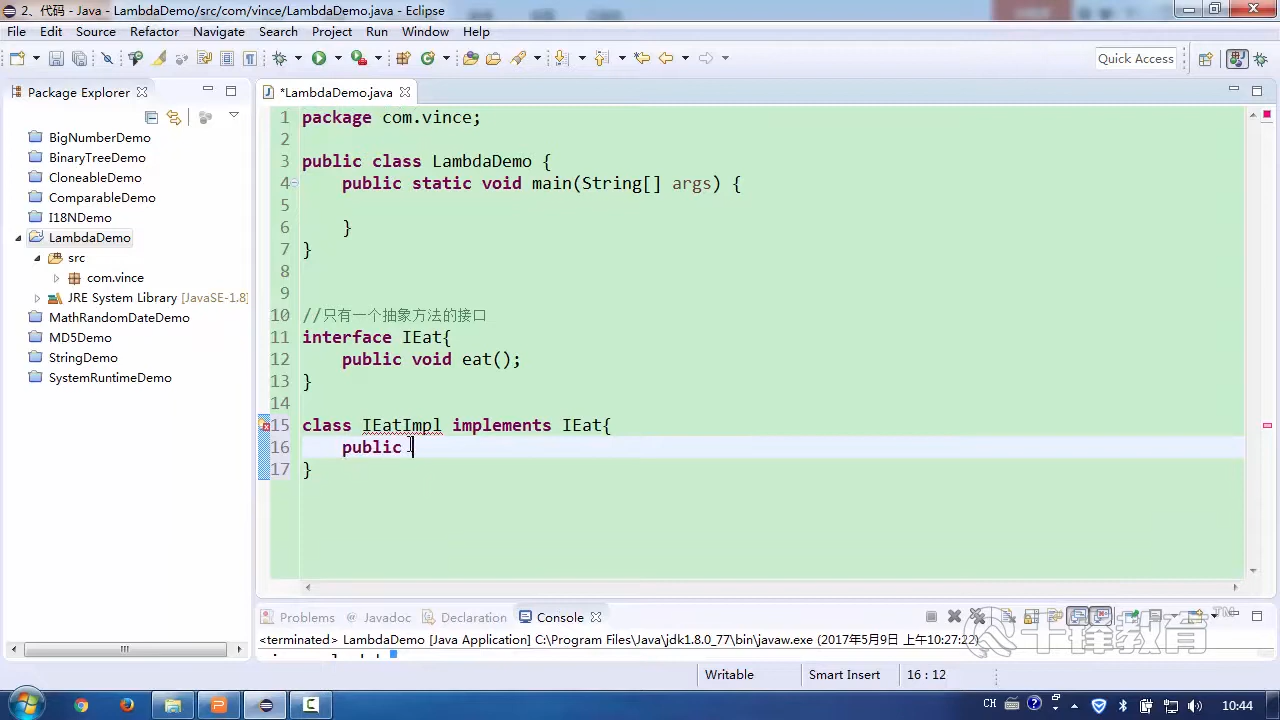 2、代码 - Java - LambdaDemo/src/com/vince/LambdaDemo.java - Eclipse
File Edit Source Refactor Navigate Search Project Run Window Help
Quick Access
Package Explorer
*LambdaDemo.java
BigNumberDemo
BinaryTreeDemo
CloneableDemo
ComparableDemo
I18NDemo
LambdaDemo
src
com.vince
JRE System Library [JavaSE-1.8]
MathRandomDateDemo
MD5Demo
StringDemo
SystemRuntimeDemo
1 package com.vince;
2
3 public class LambdaDemo {
4 public static void main(String[] args) {
5
6 }
7 }
8
9
10 //只有一个抽象方法的接口
11 interface IEat{
12 public void eat();
13 }
14
15 class IEatImpl implements IEat{
16 public
17 }
Problems @ Javadoc Declaration Console
<terminated> LambdaDemo [Java Application] C:\Program Files\Java\jdk1.8.0_77\bin\javaw.exe (2017年5月9日 上午10:27:22)
千锋教育
TM
Writable Smart Insert 16 : 12
CH 10:44